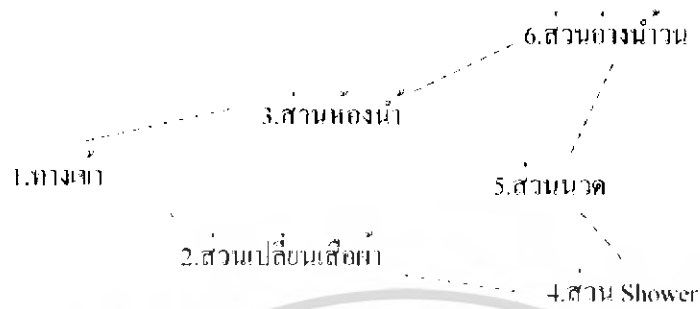 6.ส่วนอ่างน้ำวน
3.ส่วนห้องน้ำ
1.ทางเข้า
5.ส่วนนวด
2.ส่วนเปลี่ยนเสื้อผ้า
4.ส่วน Shower